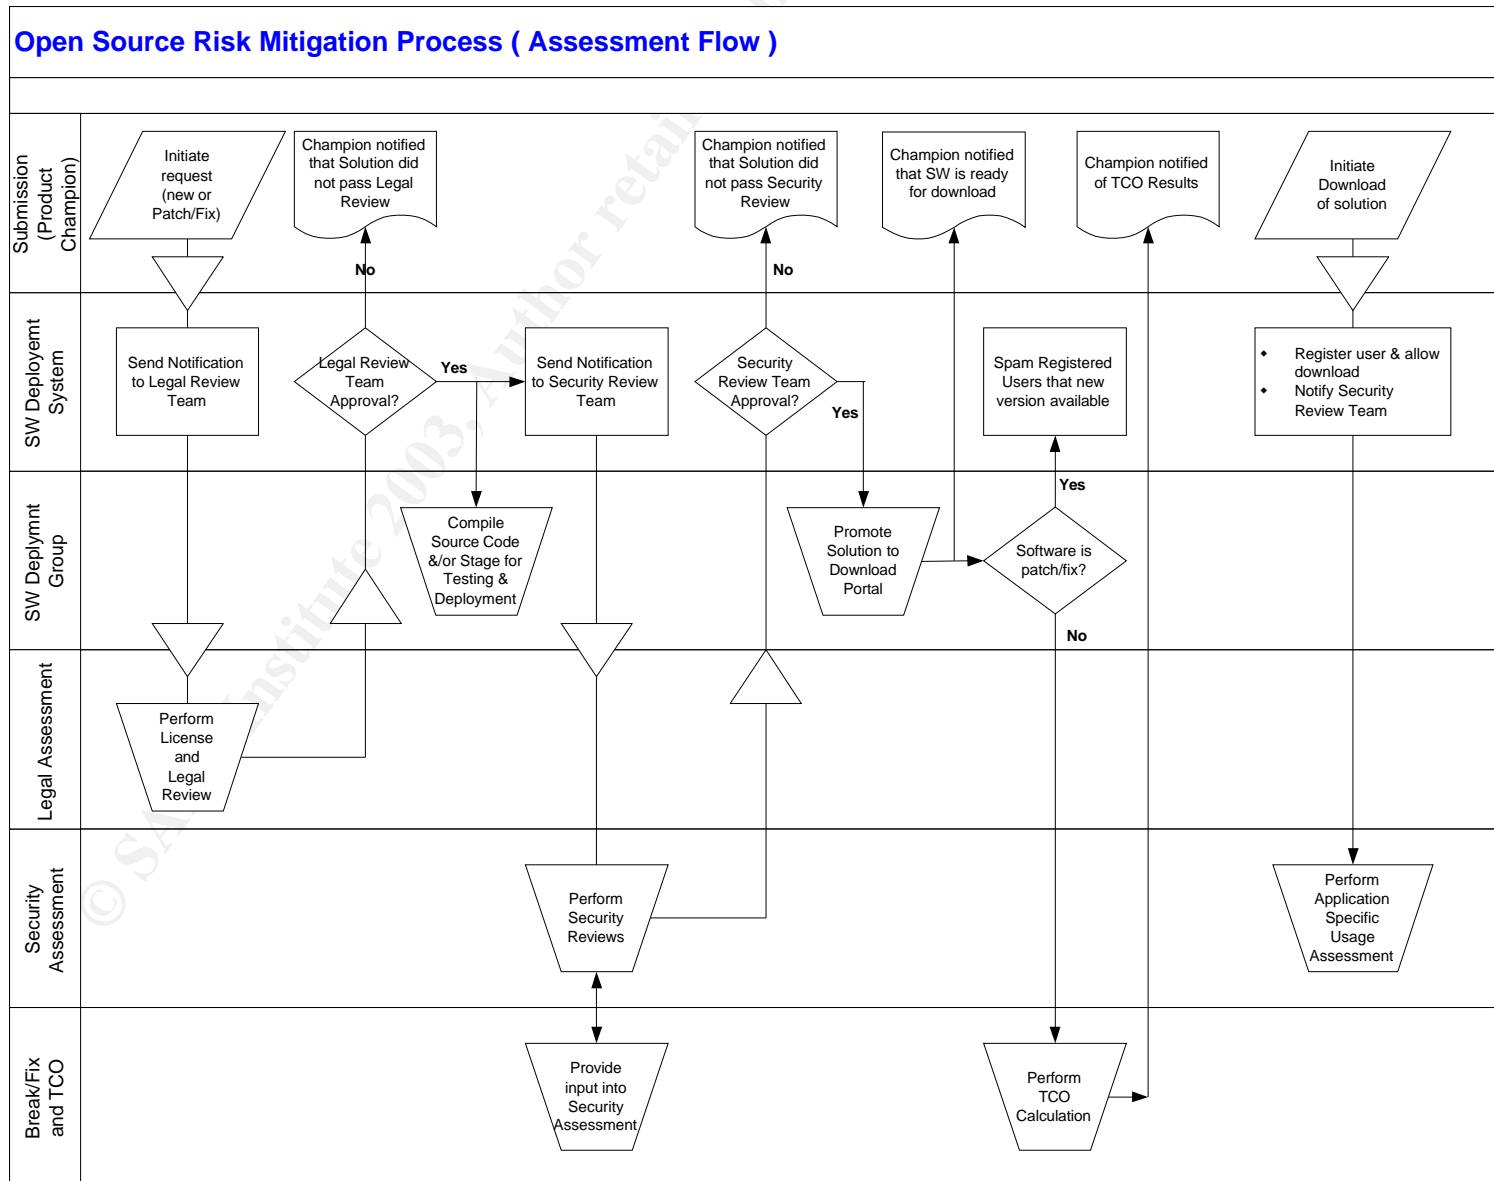 Open Source Risk Mitigation Process ( Assessment Flow )
Submission
(Product
Champion)
Initiate
request
(new or
Patch/Fix)
Champion notified
that Solution did
not pass Legal
Review
Champion notified
that Solution did
not pass Security
Review
Champion notified
that SW is ready
for download
Champion notified
of TCO Results
Initiate
Download
of solution
No
No
SW Deployemt
System
Send Notification
to Legal Review
Team
Legal Review
Team
Approval?
Yes
Send Notification
to Security Review
Team
Security
Review Team
Approval?
Yes
Spam Registered
Users that new
version available
Register user & allow
download
Notify Security
Review Team
SW Deplymnt
Group
Compile
Source Code
&/or Stage for
Testing &
Deployment
Promote
Solution to
Download
Portal
Yes
Software is
patch/fix?
No
Legal Assessment
Perform
License
and
Legal
Review
Security
Assessment
Perform
Security
Reviews
Perform
Application
Specific
Usage
Assessment
Break/Fix
and TCO
Provide
input into
Security
Assessment
Perform
TCO
Calculation
© SA Institute 2003, Author retai